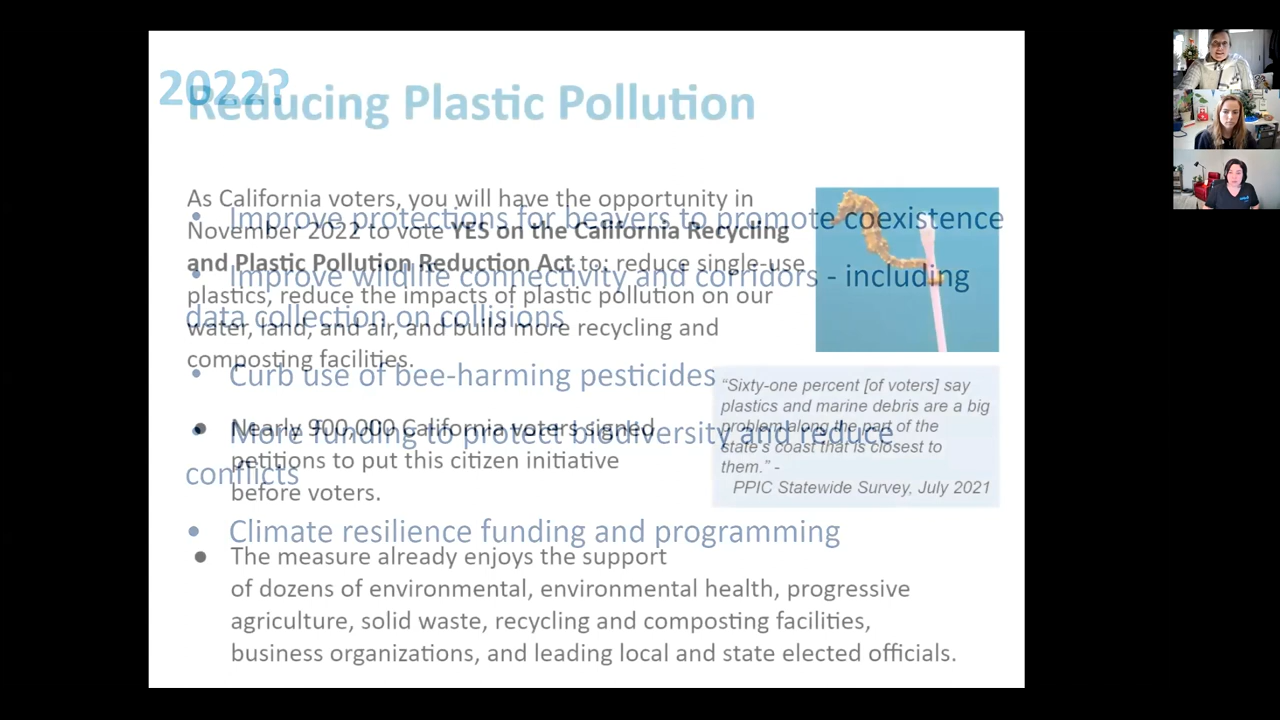 2022?
Reducing Plastic Pollution
As California voters, you will have the opportunity in
November 2022 to vote YES on the California Recycling
and Plastic Pollution Reduction Act to: reduce single-use
plastics, reduce the impacts of plastic pollution on our
water, land, and air, and build more recycling and
composting facilities.
● Nearly 900,000 California voters signed
petitions to put this citizen initiative
before voters.
● The measure already enjoys the support
of dozens of environmental, environmental health, progressive
agriculture, solid waste, recycling and composting facilities,
business organizations, and leading local and state elected officials.
• Improve protections for beavers to promote coexistence
• Improve wildlife connectivity and corridors - including
data collection on collisions
• Curb use of bee-harming pesticides
• More funding to protect biodiversity and reduce
conflicts
• Climate resilience funding and programming
“Sixty-one percent [of voters] say
plastics and marine debris are a big
problem along the part of the
state's coast that is closest to
them.” -
PPIC Statewide Survey, July 2021